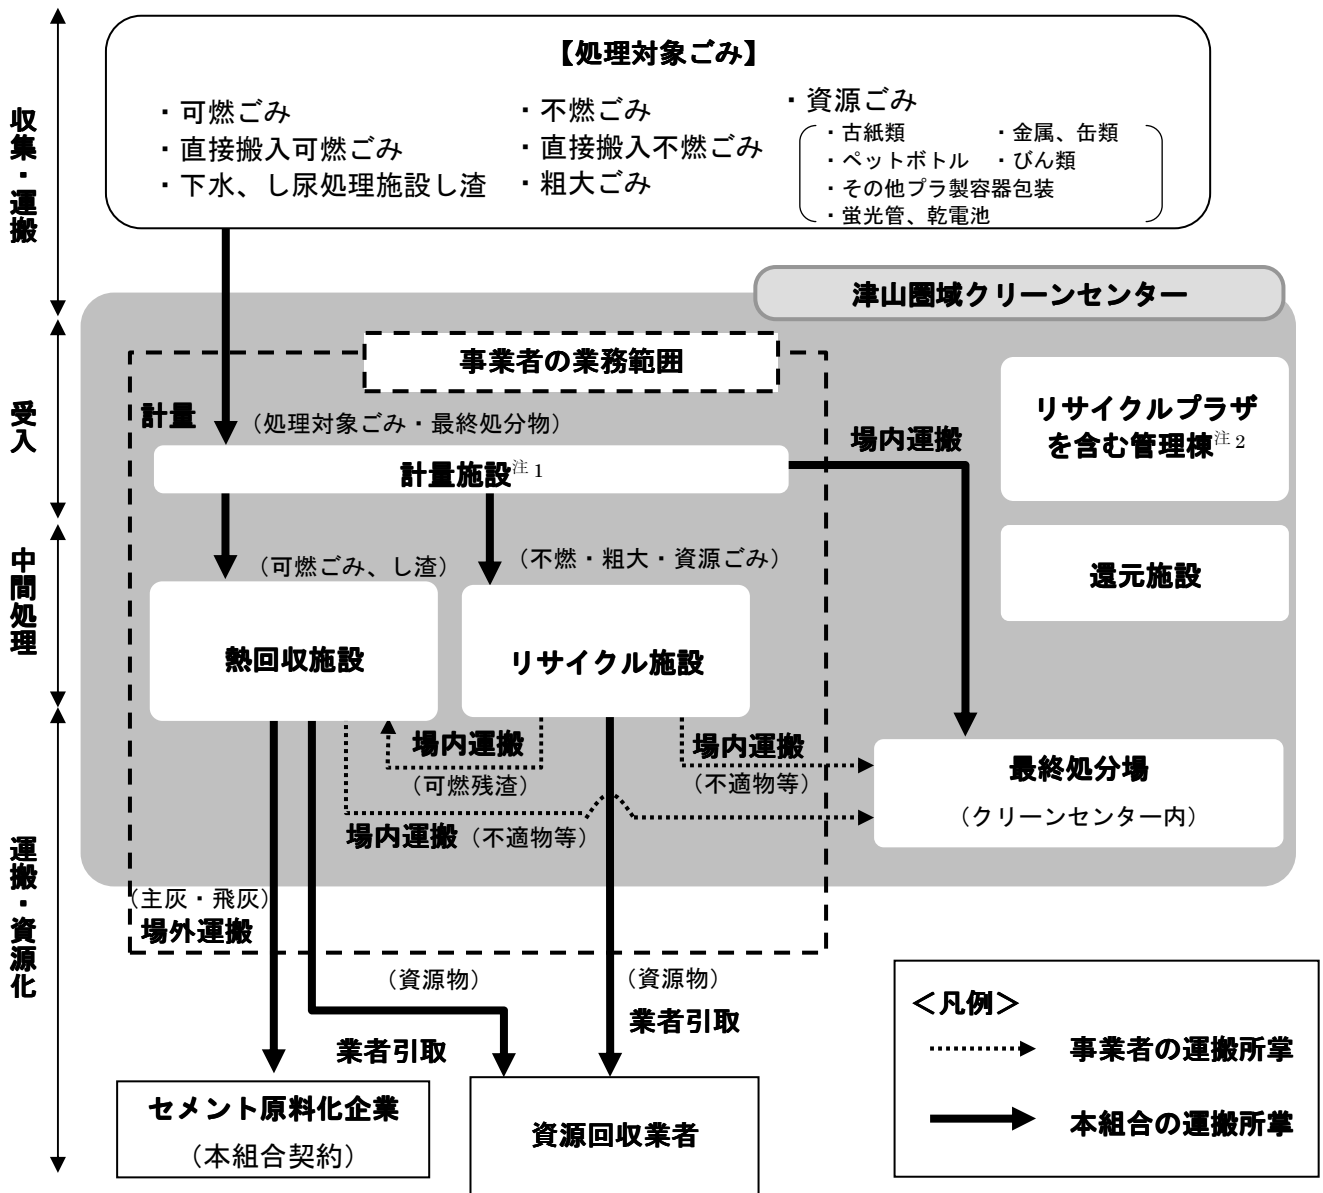 収集・運搬
【処理対象ごみ】
・可燃ごみ
・直接搬入可燃ごみ
・下水、し尿処理施設し渣
・不燃ごみ
・直接搬入不燃ごみ
・粗大ごみ
・資源ごみ
・古紙類
・金属、缶類
・ペットボトル
・びん類
・その他プラ製容器包装
・蛍光管、乾電池
津山圏域クリーンセンター
受入
事業者の業務範囲
計量
（処理対象ごみ・最終処分物）
計量施設注1
場内運搬
リサイクルプラザ
を含む管理棟注2
還元施設
中間処理
（可燃ごみ、し渣）
（不燃・粗大・資源ごみ）
熱回収施設
リサイクル施設
運搬・資源化
場内運搬
（可燃残渣）
場内運搬
（不適物等）
場内運搬（不適物等）
最終処分場
（クリーンセンター内）
（主灰・飛灰）
場外運搬
（資源物）
業者引取
（資源物）
業者引取
セメント原料化企業
（本組合契約）
資源回収業者
＜凡例＞
事業者の運搬所掌
本組合の運搬所掌